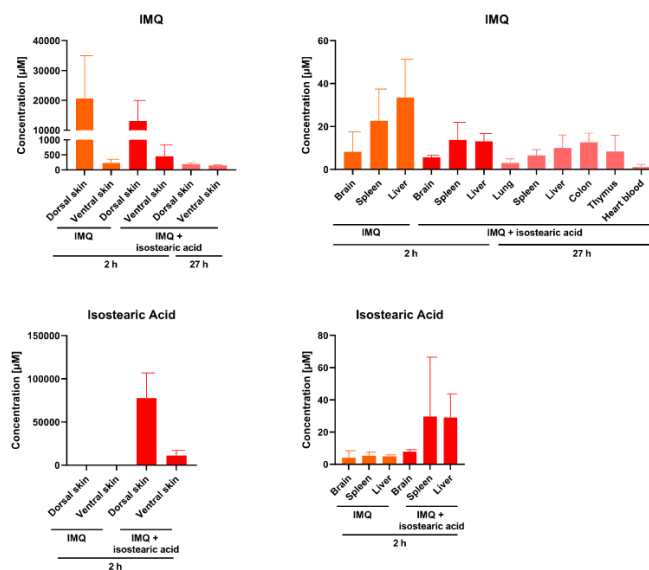 IMQ
Concentration [µM]
40000
30000
20000
10000
1000
500
0
Dorsal skin
Ventral skin
Dorsal skin
Ventral skin
Dorsal skin
Ventral skin
IMQ
IMQ +
isostearic acid
2 h
27 h
IMQ
Concentration [µM]
60
40
20
0
Brain
Spleen
Liver
Brain
Spleen
Liver
Lung
Spleen
Liver
Colon
Thymus
Heart blood
IMQ
IMQ + isostearic acid
2 h
27 h
Isostearic Acid
Concentration [µM]
150000
100000
50000
0
Dorsal skin
Ventral skin
Dorsal skin
Ventral skin
IMQ
IMQ +
isostearic acid
2 h
Isostearic Acid
Concentration [µM]
80
60
40
20
0
Brain
Spleen
Liver
Brain
Spleen
Liver
IMQ
IMQ +
isostearic acid
2 h